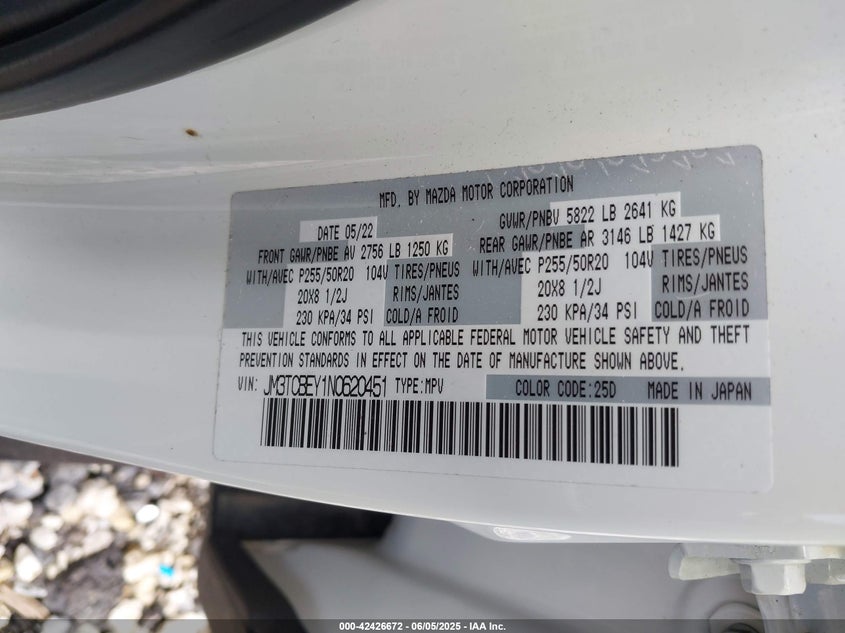 MFD. BY MAZDA MOTOR CORPORATION
DATE 05/22 GVWR/PNBV 5822 LB 2641 KG
FRONT GAWR/PNBE AV 2756 LB 1250 KG REAR GAWR/PNBE AR 3146 LB 1427 KG
WITH/AVEC P255/50R20 104V TIRES/PNEUS WITH/AVEC P255/50R20 104V TIRES/PNEUS
20X8 1/2J RIMS/JANTES 20X8 1/2J RIMS/JANTES
230 KPA/34 PSI COLD/A FROID 230 KPA/34 PSI COLD/A FROID
THIS VEHICLE CONFORMS TO ALL APPLICABLE FEDERAL MOTOR VEHICLE SAFETY AND THEFT
PREVENTION STANDARDS IN EFFECT ON THE DATE OF MANUFACTURE SHOWN ABOVE.
VIN: JM3TCBEY1N0620451 TYPE:MPV COLOR CODE:25D MADE IN JAPAN
000-42426672 - 06/05/2025 - IAA Inc.